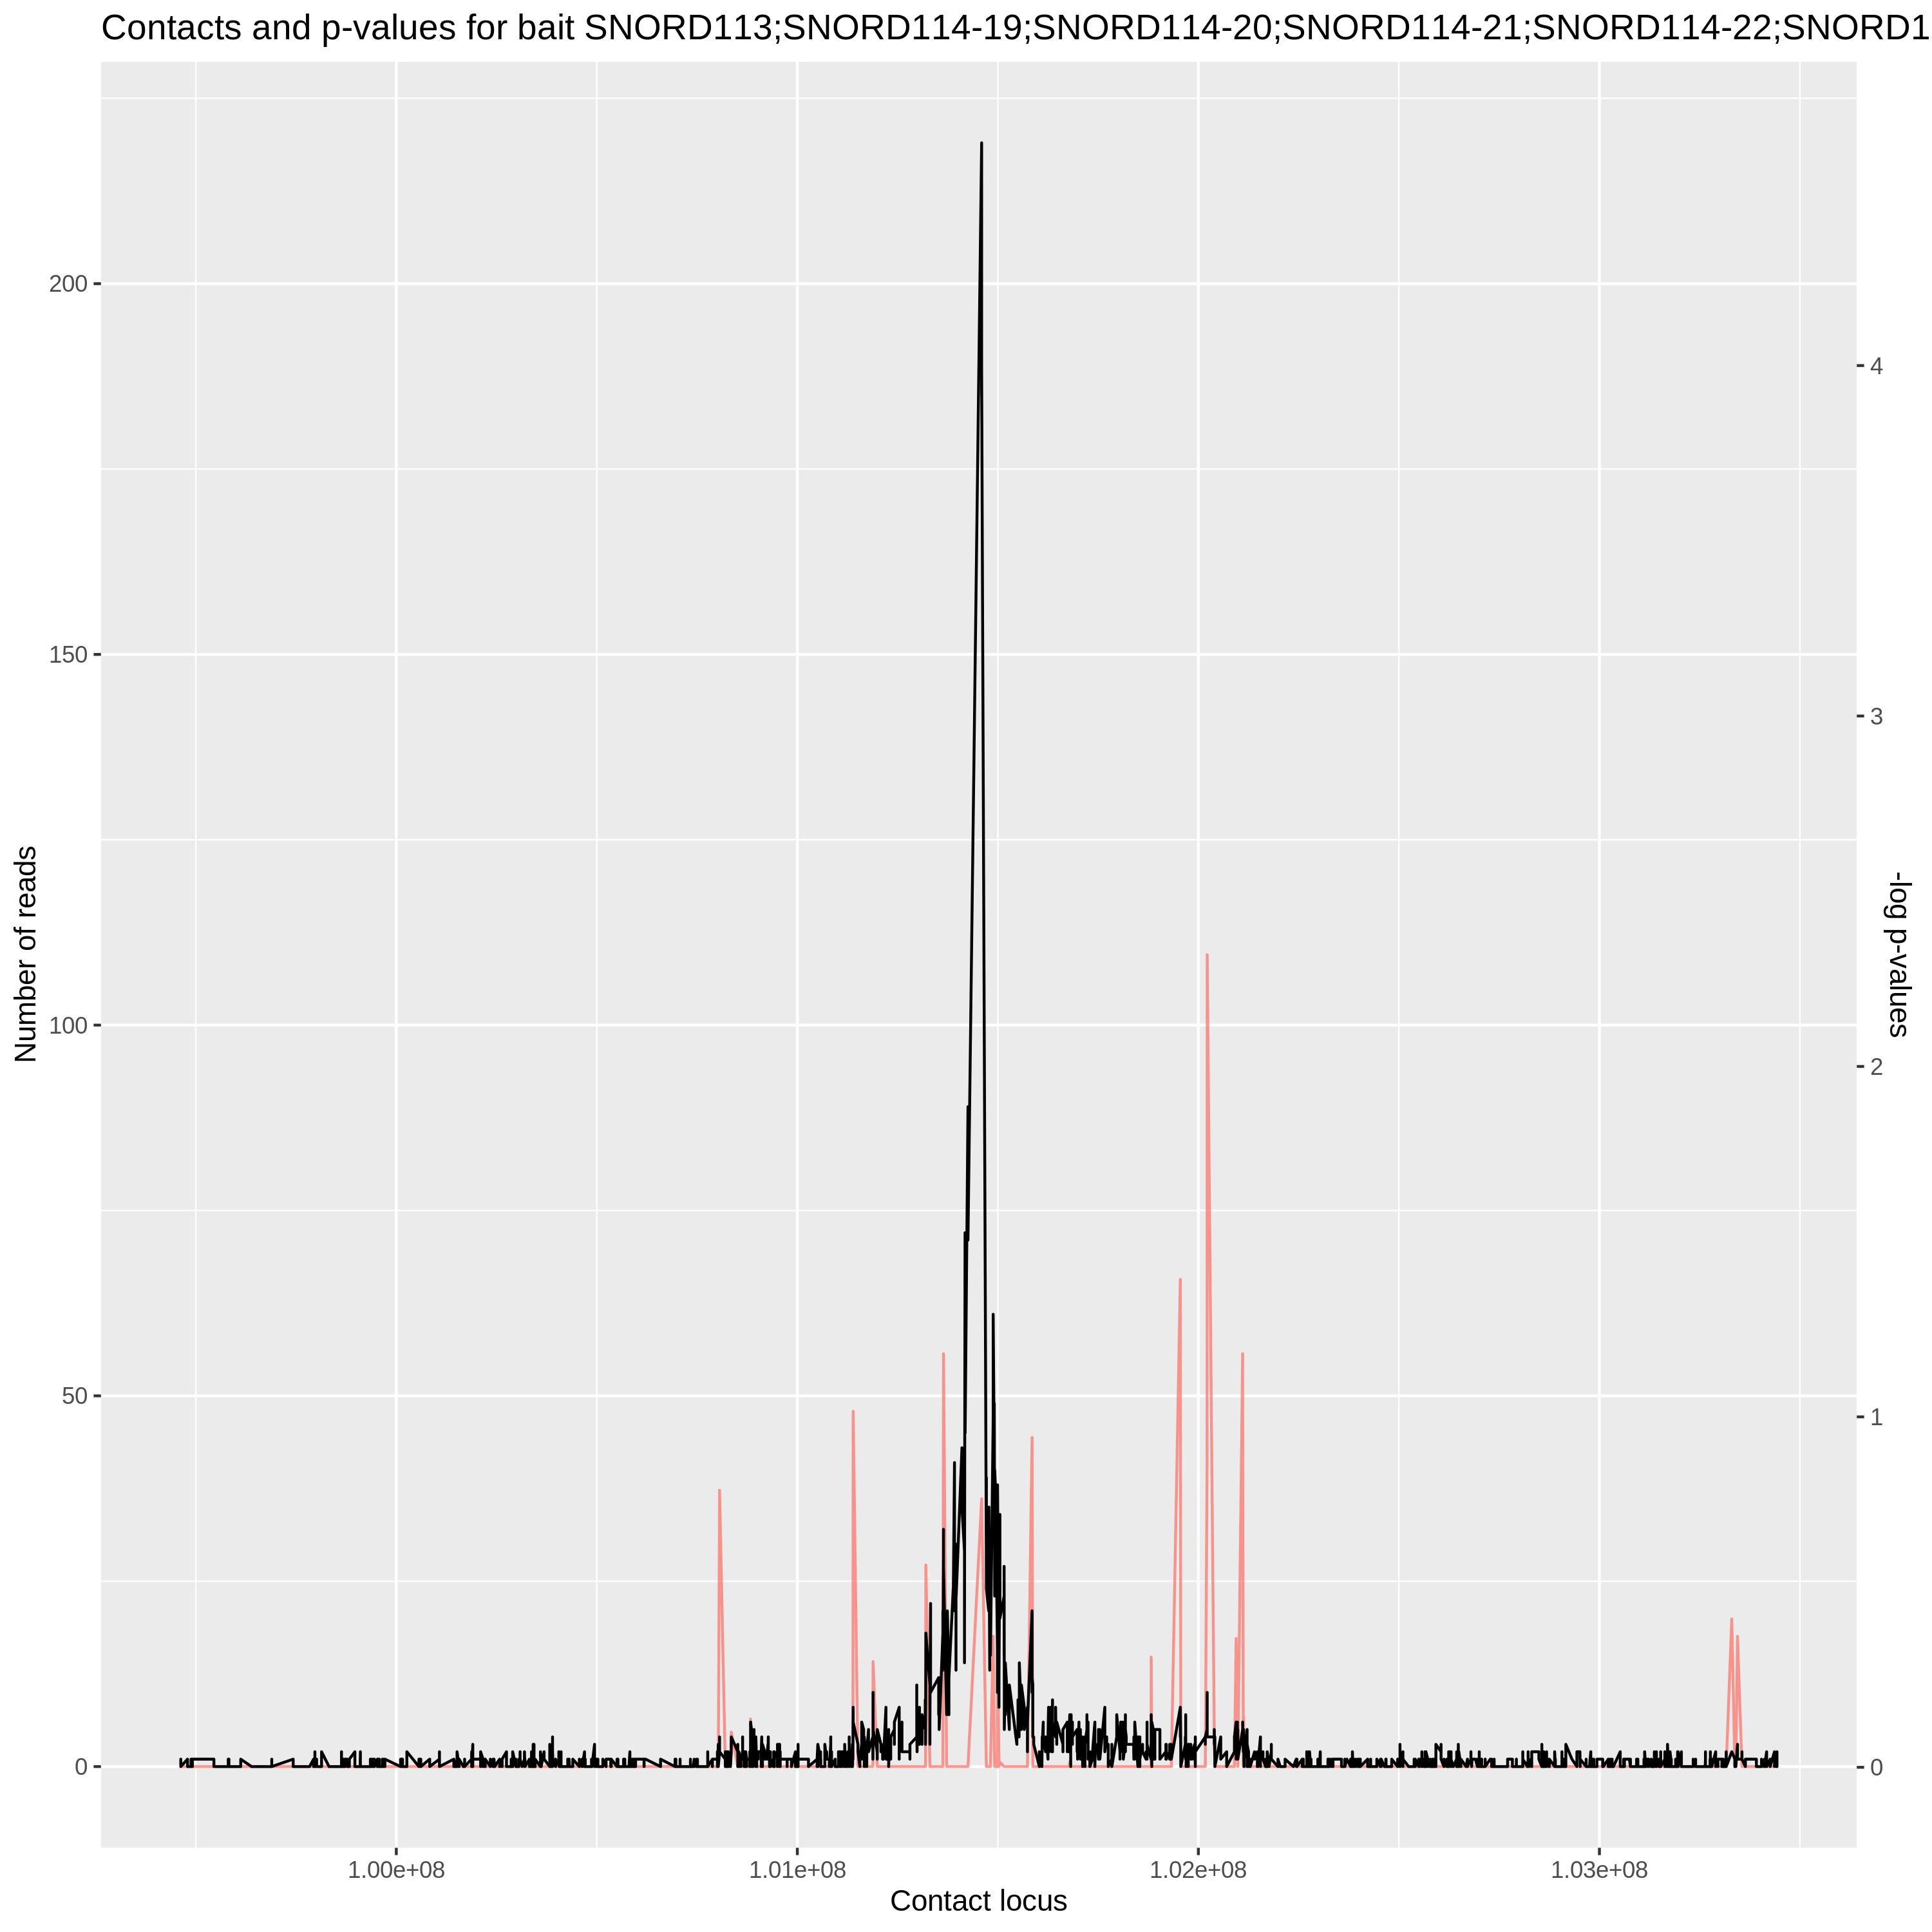 Contacts and p-values for bait SNORD113;SNORD114-19;SNORD114-20;SNORD114-21;SNORD114-22;SNORD1
200
150
100
50
0
Number of reads
4
3
2
1
0
-log p-values
1.00e+08 1.01e+08 1.02e+08 1.03e+08
Contact locus